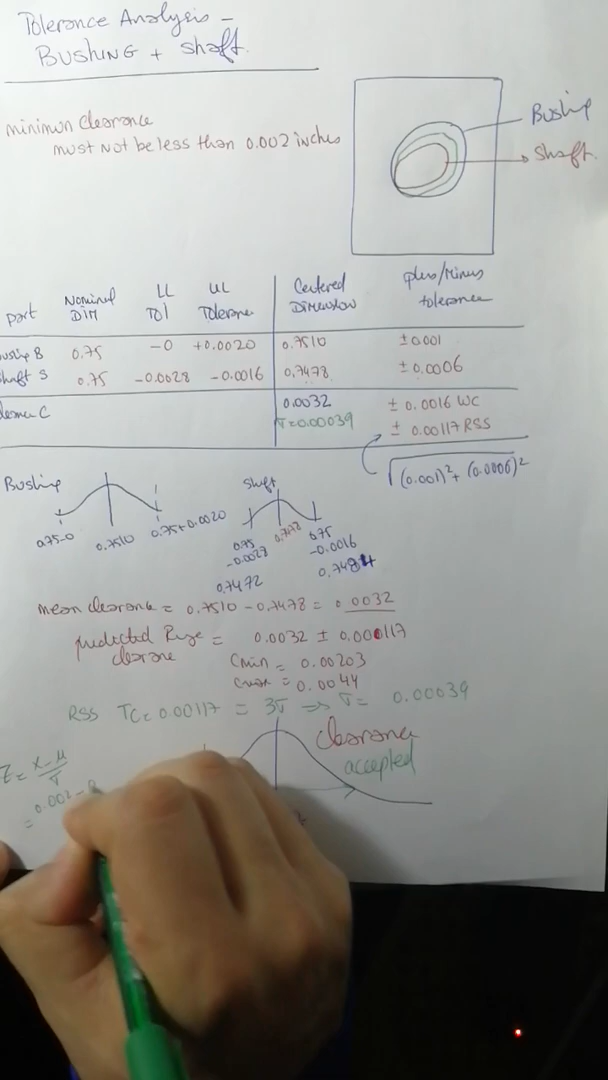 Tolerance Analysis -
BUSHING + shaft.
minimun clearance
must not be less than 0.002 inches
Bushing
Shaft.
part Nominal DIM LL Tol UL Tolerance Centered Dimension plus/Minus tolerance
B 0.75 -0 +0.0020 0.7510 ±0.001
S 0.75 -0.0028 -0.0016 0.7478 ±0.0006
C 0.0032 ± 0.0016 WC
σ=0.00039 ± 0.00117 RSS
√(0.001)²+(0.0006)²
Bushing
0.75-0 0.7510 0.75+0.0020
Shaft
0.75
-0.0028
0.7472
0.75
-0.0016
0.7484
mean clearance = 0.7510 - 0.7478 = 0.0032
predicted Range = 0.0032 ±
clearance
Cmin = 0.00203
Cmax = 0.0044
RSS TC= 0.00117 = 3σ ⇒ σ= 0.00039
clearance
accepted
Z= x-μ/σ
= 0.002 -